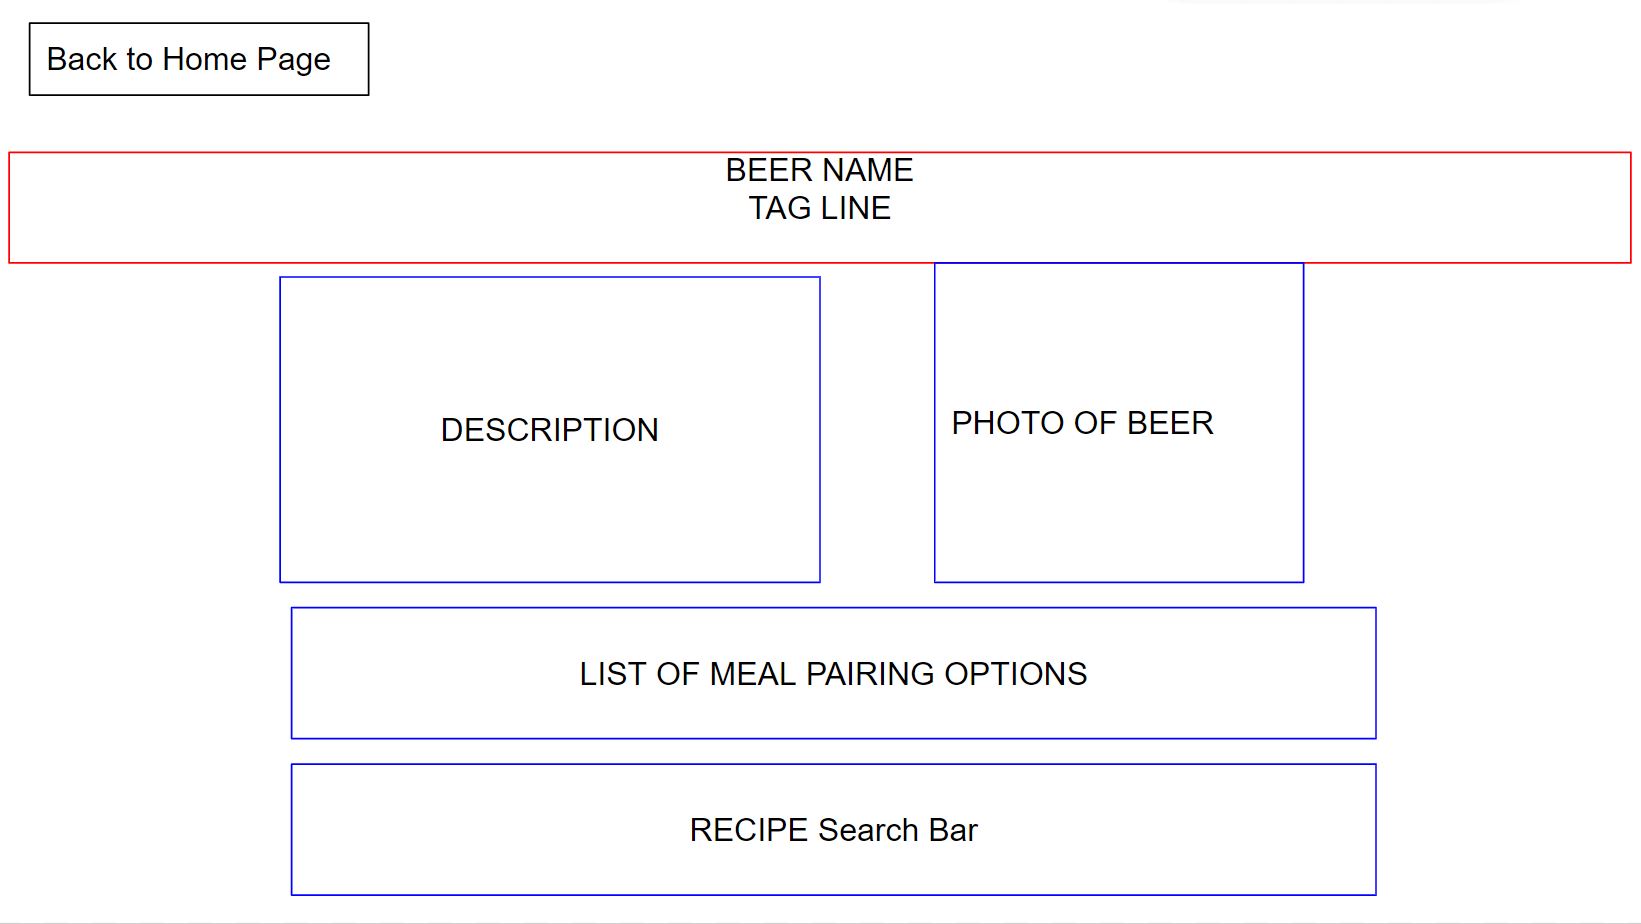 Back to Home Page
BEER NAME
TAG LINE
DESCRIPTION
PHOTO OF BEER
LIST OF MEAL PAIRING OPTIONS
RECIPE Search Bar